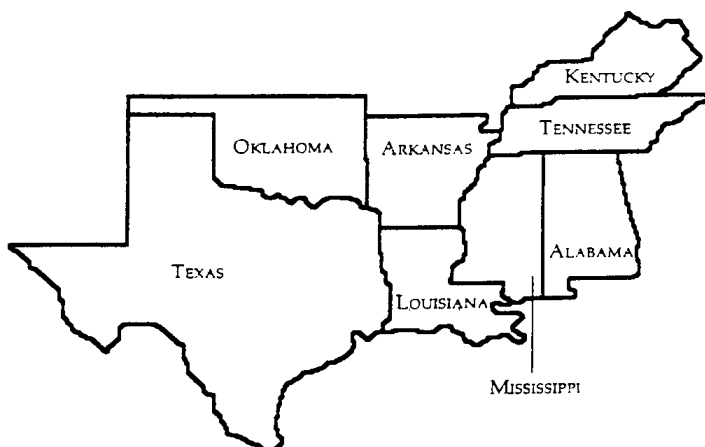 KENTUCKY
TENNESSEE
OKLAHOMA
ARKANSAS
ALABAMA
TEXAS
LOUISIANA
MISSISSIPPI